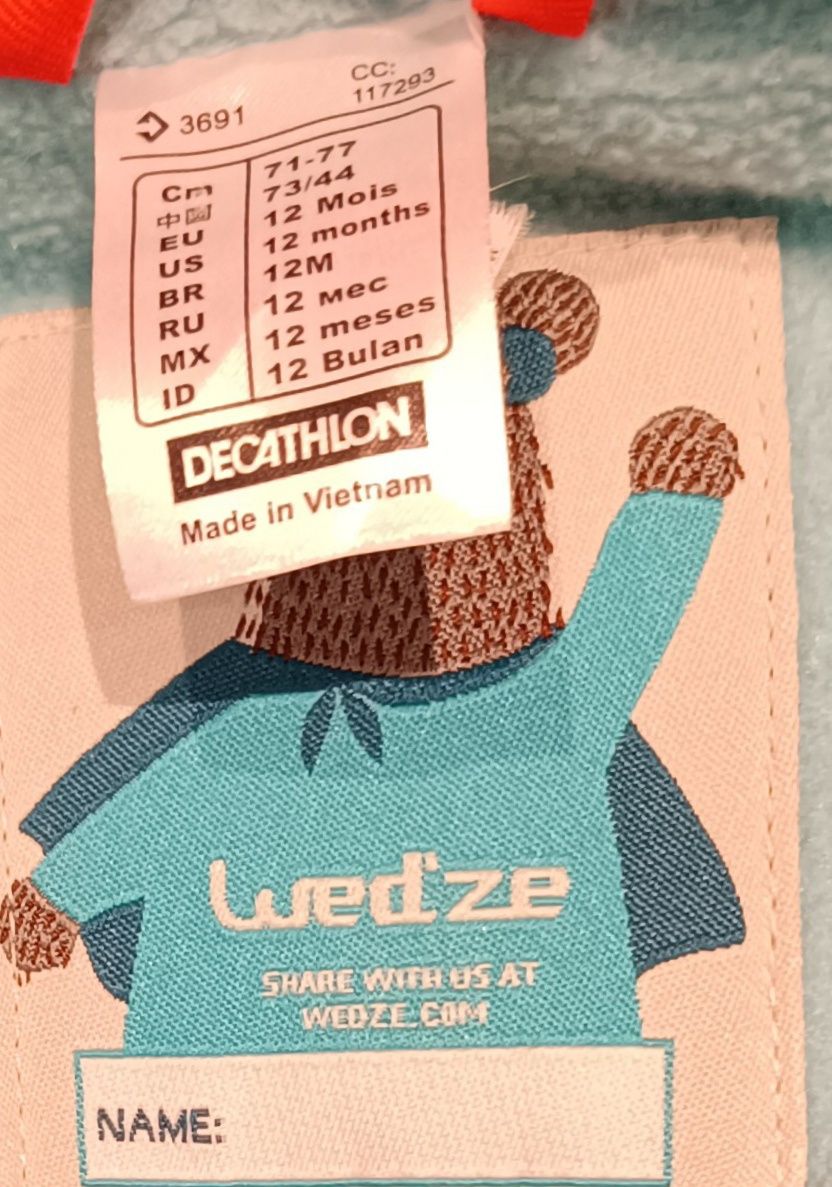 3691
CC:
117293
Cm 71-77
中國 73/44
EU 12 Mois
US 12 months
BR 12M
RU 12 мес
MX 12 meses
ID 12 Bulan
DECATHLON
Made in Vietnam
wed'ze
SHARE WITH US AT
WEDZE.COM
NAME: